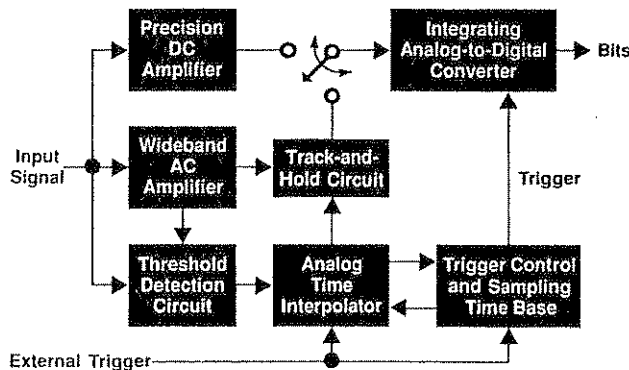 Precision
DC
Amplifier
Integrating
Analog-to-Digital
Converter
Bits
Input
Signal
Wideband
AC
Amplifier
Track-and-
Hold Circuit
Trigger
Threshold
Detection
Circuit
Analog
Time
Interpolator
Trigger Control
and Sampling
Time Base
External Trigger